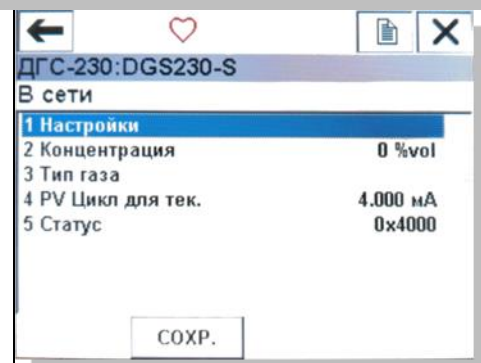 ДГС-230:DGS230-S
В сети
1 Настройки
2 Концентрация 0 %vol
3 Тип газа
4 PV Цикл для тек. 4.000 мА
5 Статус 0x4000
СОХР.